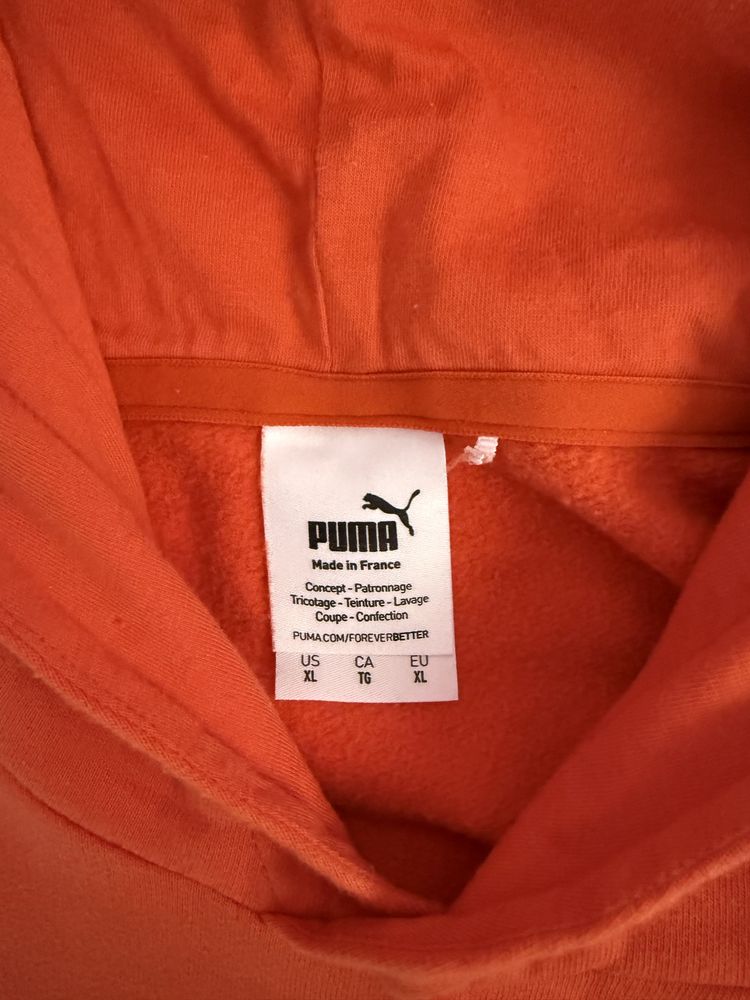 PUMA
Made in France
Concept - Patronnage
Tricotage - Teinture - Lavage
Coupe - Confection
PUMA.COM/FOREVERBETTER
US CA EU
XL TG XL